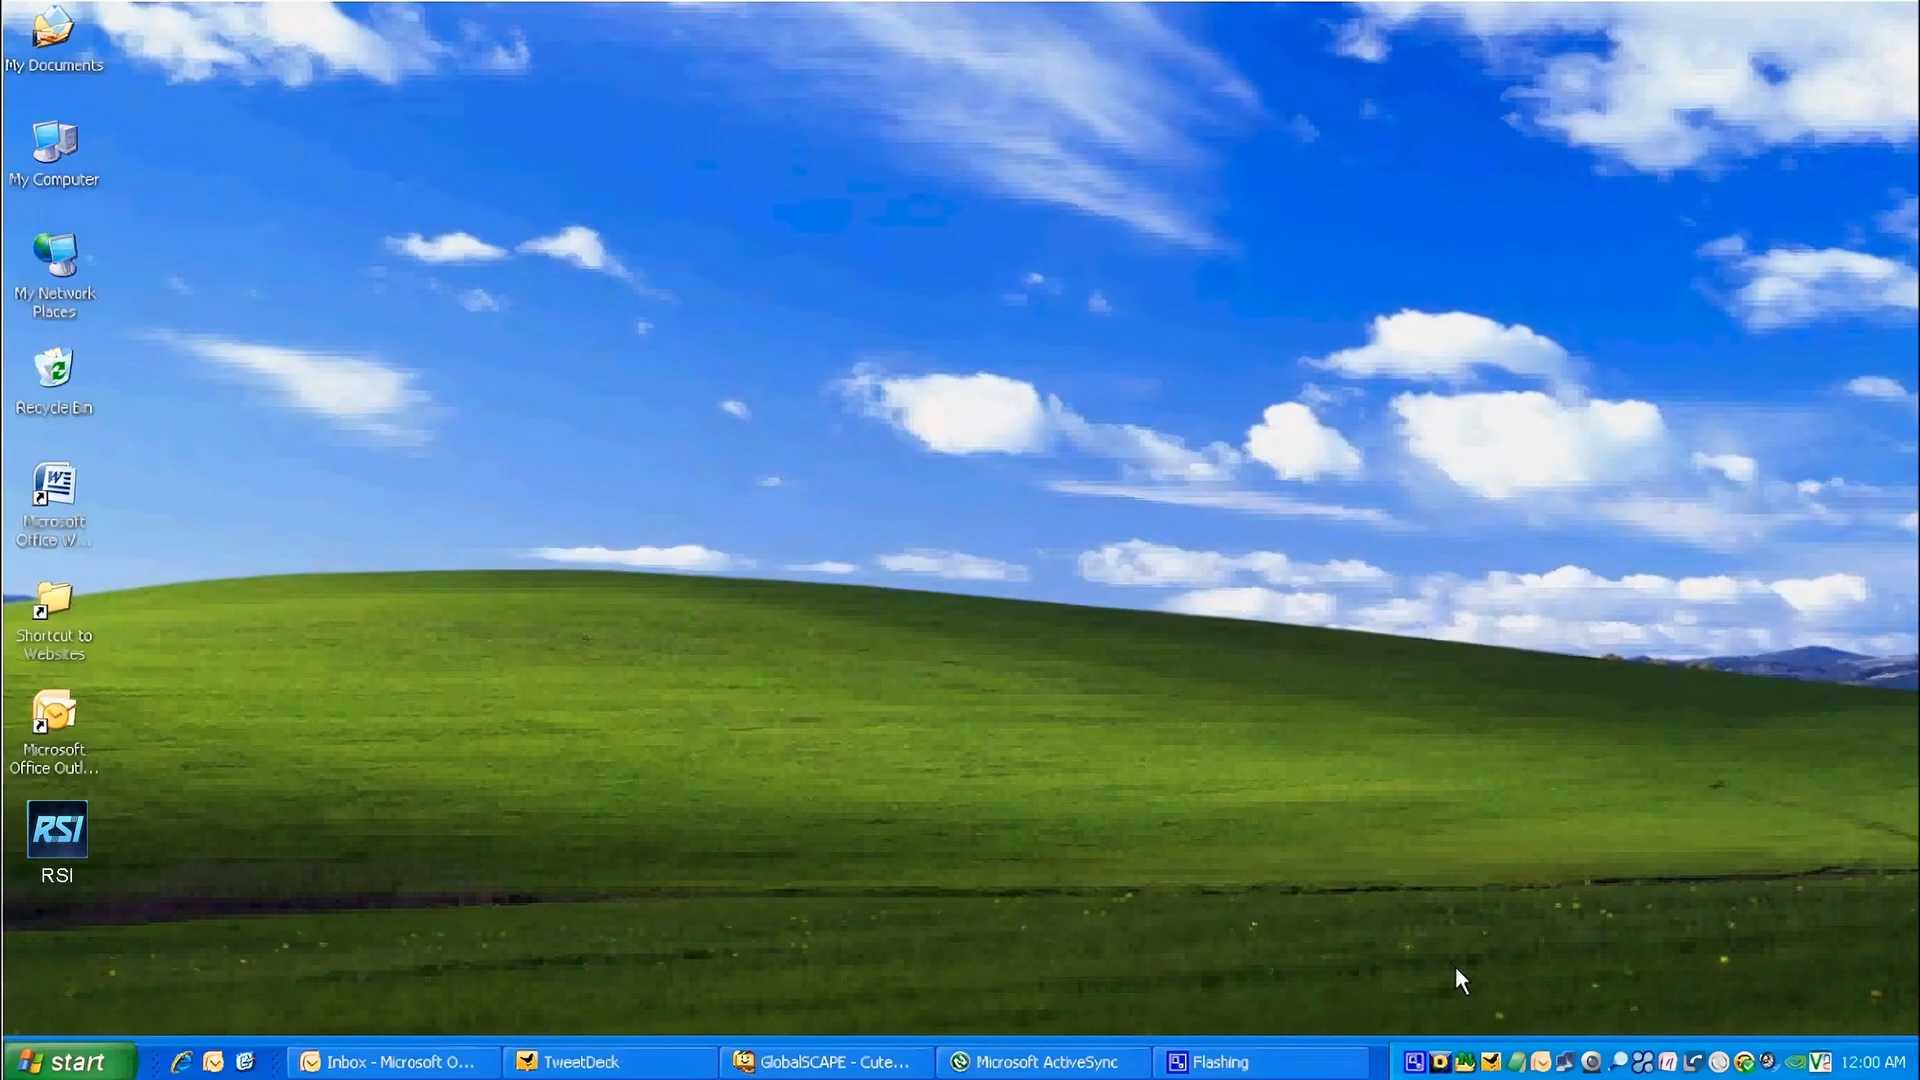 My Documents
My Computer
My Network
Places
Recycle Bin
Microsoft
Office W...
Shortcut to
Websites
Microsoft
Office Outl...
RSI
RSI
start
Inbox - Microsoft O...
TweetDeck
GlobalSCAPE - Cute...
Microsoft ActiveSync
Flashing
12:00 AM